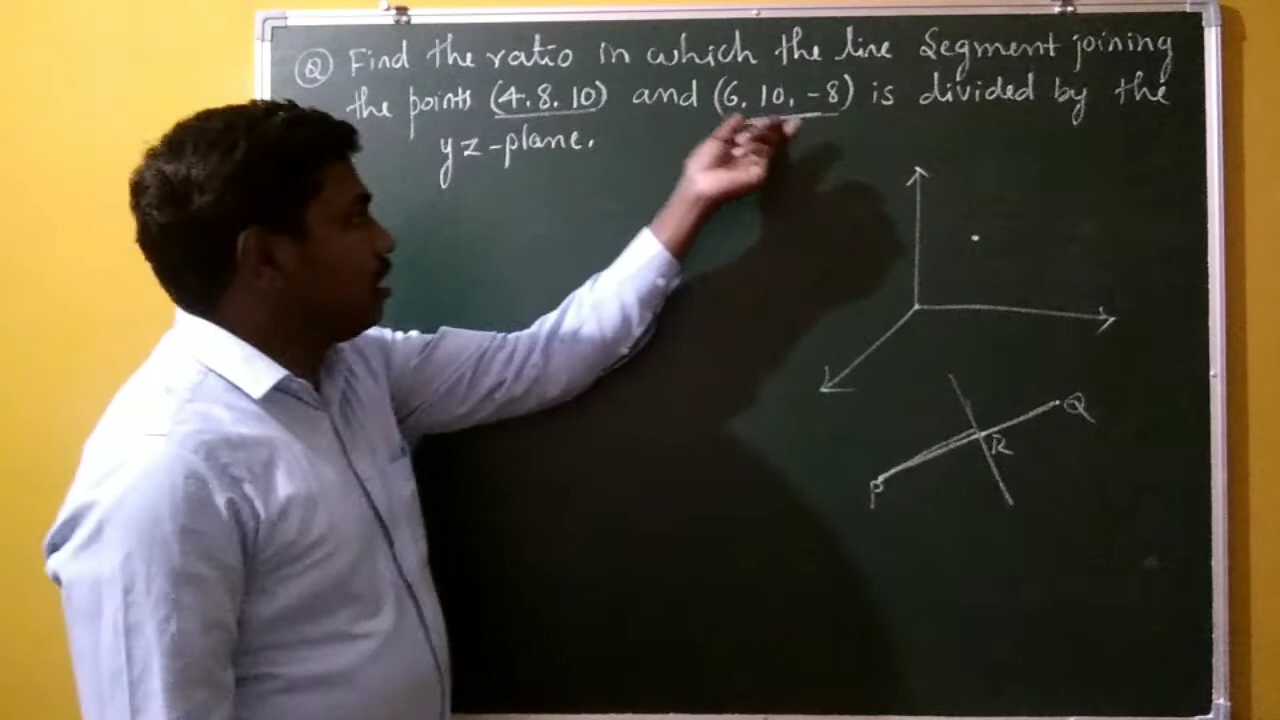 Q Find the ratio in which the line Segment joining
the points (4, 8, 10) and (6, 10, -8) is divided by the
yz-plane.
Q
R
P